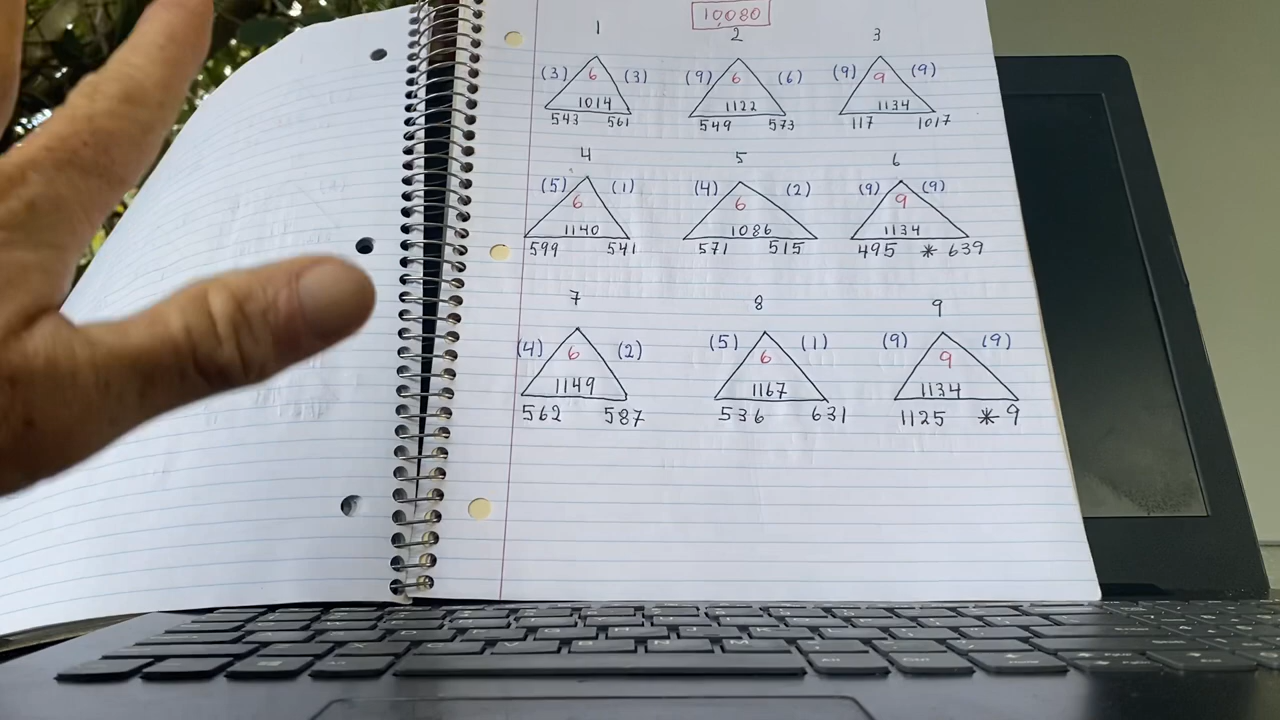 10,080
1 2 3
(3) 6 (3) (9) 6 (6) (9) 9 (9)
1014 1122 1134
543 561 549 573 117 1017
4 5 6
(5) 6 (1) (4) 6 (2) (9) 9 (9)
1140 1086 1134
599 541 571 515 495 * 639
7 8 9
(4) 6 (2) (5) 6 (1) (9) 9 (9)
1149 1167 1134
562 587 536 631 1125 * 9